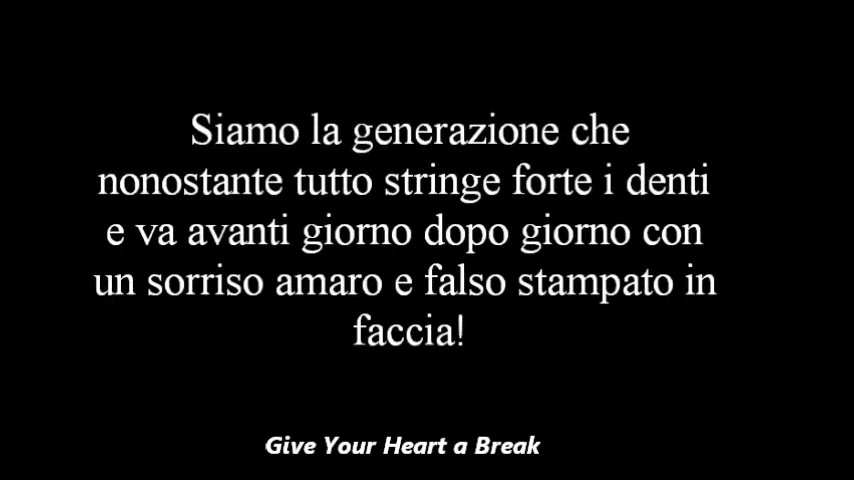 Siamo la generazione che
nonostante tutto stringe forte i denti
e va avanti giorno dopo giorno con
un sorriso amaro e falso stampato in
faccia!
Give Your Heart a Break